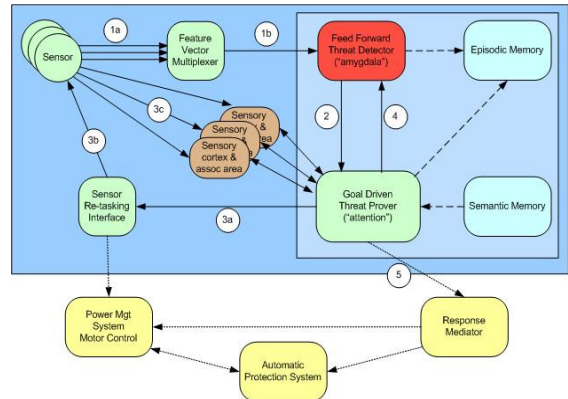 1a
1b
Sensor
Feature
Vector
Multiplexer
Feed Forward
Threat Detector
("amygdala")
Episodic Memory
3c
2
4
Sensory
Sensory
Sensory
cortex &
assoc area
3b
Sensor
Re-tasking
Interface
3a
Goal Driven
Threat Prover
("attention")
Semantic Memory
5
Power Mgt
System
Motor Control
Response
Mediator
Automatic
Protection System